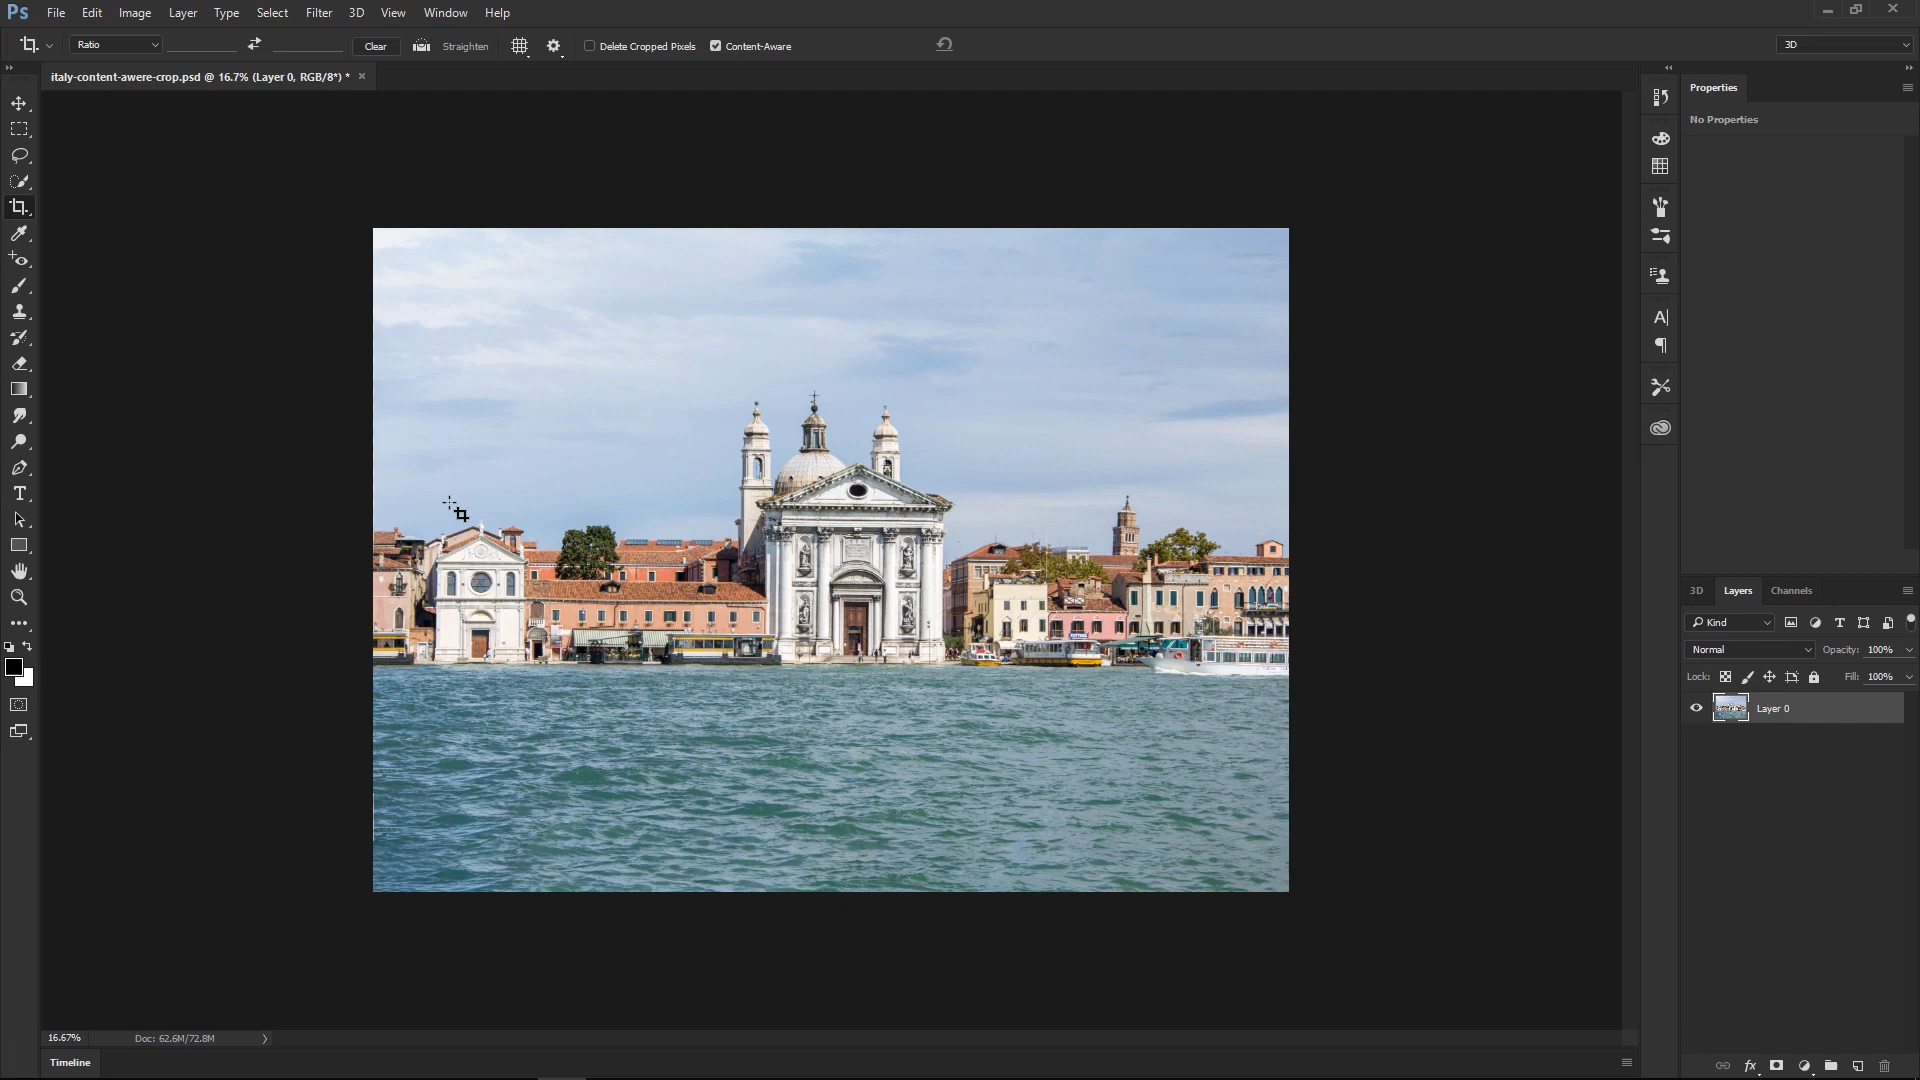 Ps File Edit Image Layer Type Select Filter 3D View Window Help
Ratio Clear Straighten Delete Cropped Pixels Content-Aware 3D
italy-content-awere-crop.psd @ 16.7% (Layer 0, RGB/8*) * ×
Properties
No Properties
3D Layers Channels
Kind
Normal Opacity: 100%
Lock: Fill: 100%
Layer 0
16.67% Doc: 62.6M/72.8M
Timeline
fx